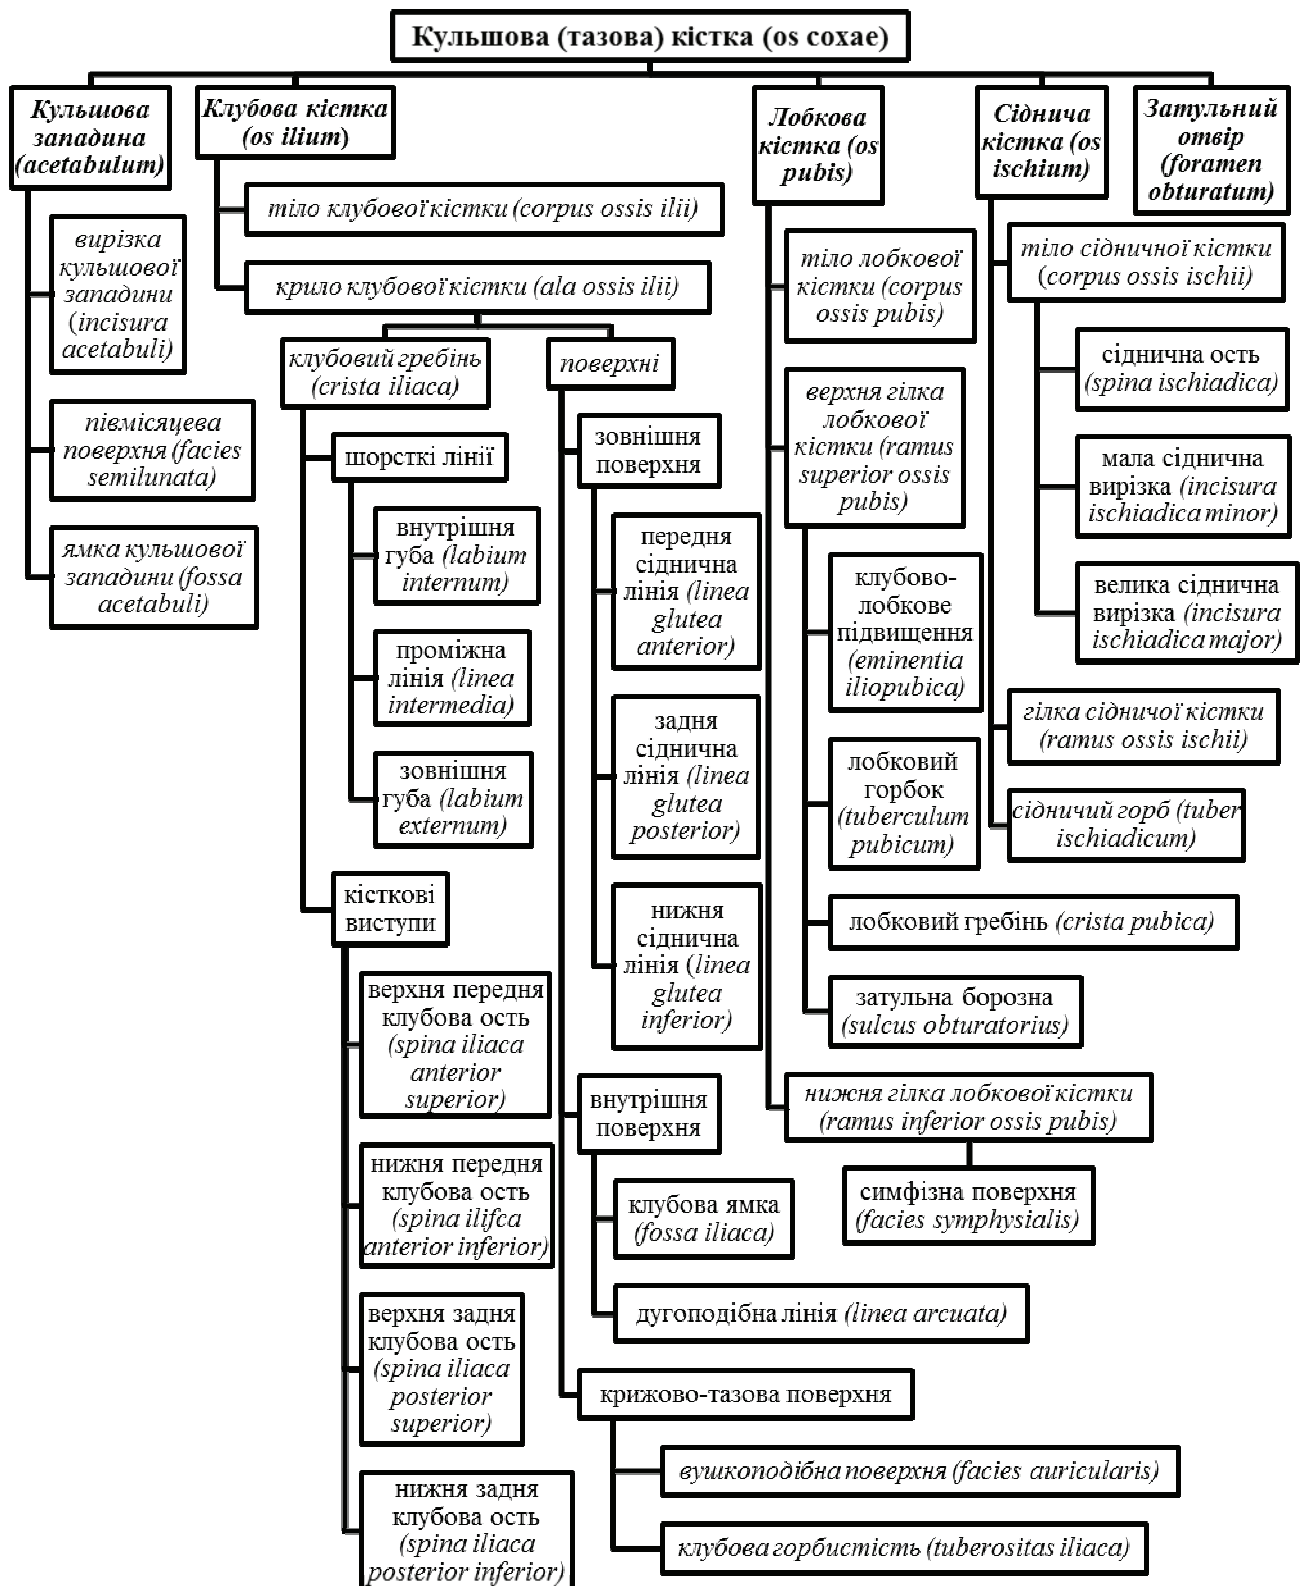 Кульшова (тазова) кістка (os coxae)
Кульшова
западина
(acetabulum)
вирізка
кульшової
западини
(incisura
acetabuli)
півмісяцева
поверхня (facies
semilunata)
ямка кульшової
западини (fossa
acetabuli)
Клубова кістка
(os ilium)
тіло клубової кістки (corpus ossis ilii)
крило клубової кістки (ala ossis ilii)
клубовий гребінь
(crista iliaca)
шорсткі лінії
внутрішня
губа (labium
internum)
проміжна
лінія (linea
intermedia)
зовнішня
губа (labium
externum)
кісткові
виступи
верхня передня
клубова ость
(spina iliaca
anterior
superior)
нижня передня
клубова ость
(spina ilifca
anterior inferior)
верхня задня
клубова ость
(spina iliaca
posterior
superior)
нижня задня
клубова ость
(spina iliaca
posterior inferior)
поверхні
зовнішня
поверхня
передня
сіднична
лінія (linea
glutea
anterior)
задня
сіднична
лінія (linea
glutea
posterior)
нижня
сіднична
лінія (linea
glutea
inferior)
внутрішня
поверхня
клубова ямка
(fossa iliaca)
дугоподібна лінія (linea arcuata)
крижово-тазова поверхня
вушкоподібна поверхня (facies auricularis)
клубова горбистість (tuberositas iliaca)
Лобкова
кістка (os
pubis)
тіло лобкової
кістки (corpus
ossis pubis)
верхня гілка
лобкової
кістки (ramus
superior ossis
pubis)
клубово-
лобкове
підвищення
(eminentia
iliopubica)
лобковий
горбок
(tuberculum
pubicum)
лобковий гребінь (crista pubica)
затульна борозна
(sulcus obturatorius)
нижня гілка лобкової кістки
(ramus inferior ossis pubis)
симфізна поверхня
(facies symphysialis)
Сіднича
кістка (os
ischium)
тіло сідничної кістки
(corpus ossis ischii)
сіднична ость
(spina ischiadica)
мала сіднична
вирізка (incisura
ischiadica minor)
велика сіднична
вирізка (incisura
ischiadica major)
гілка сідничої кістки
(ramus ossis ischii)
сідничий горб (tuber
ischiadicum)
Затульний
отвір
(foramen
obturatum)